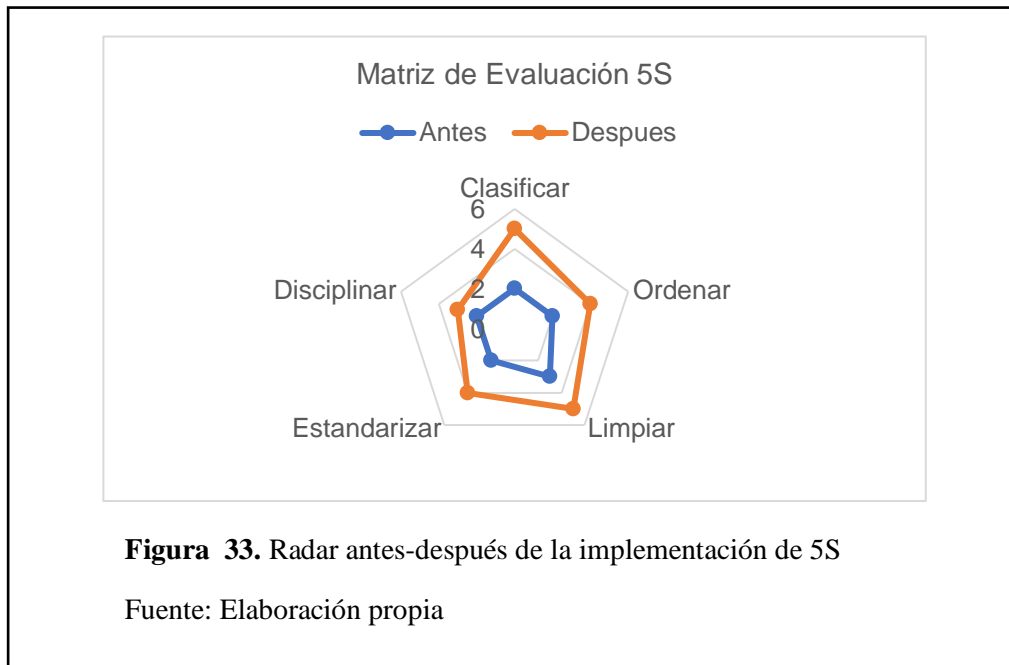 Matriz de Evaluación 5S
Antes Despues
Clasificar
6
4
2
0
Disciplinar
Ordenar
Estandarizar
Limpiar
Figura 33. Radar antes-después de la implementación de 5S
Fuente: Elaboración propia